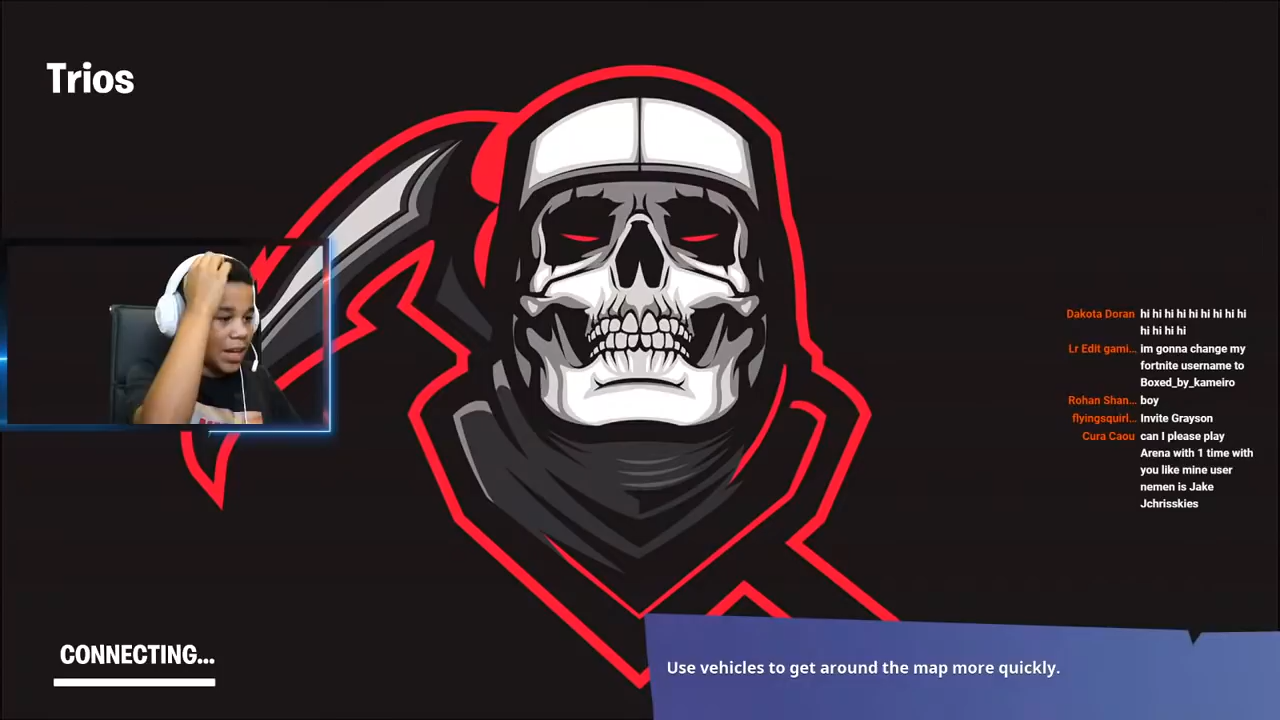 Trios
Dakota Doran hi hi hi hi hi hi hi hi hi
hi hi hi hi
Lr Edit gami... im gonna change my
fortnite username to
Boxed_by_kameiro
Rohan Shan... boy
flyingsquirl... Invite Grayson
Cura Caou can I please play
Arena with 1 time with
you like mine user
nemen is Jake
Jchrisskies
CONNECTING...
Use vehicles to get around the map more quickly.